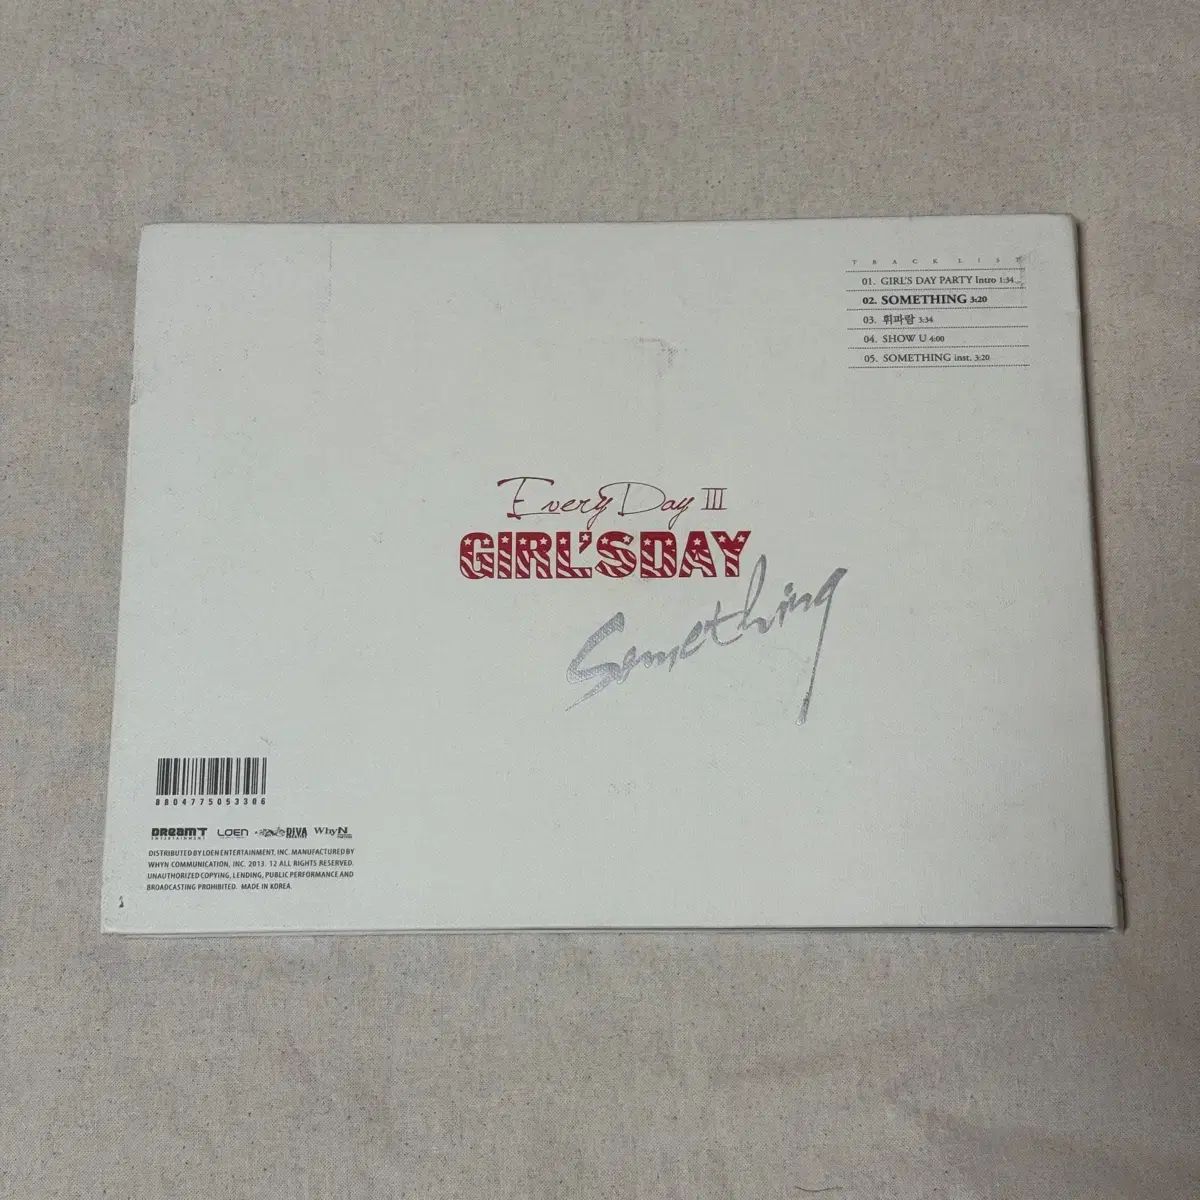 TRACK LIST
01. GIRL'S DAY PARTY Intro 1:34
02. SOMETHING 3:20
03. 휘파람 3:34
04. SHOW U 4:00
05. SOMETHING inst. 3:20
Every Day III
GIRL'SDAY
Something
8804775053306
DREAMT ENTERTAINMENT LOEN DIVA WhyN
DISTRIBUTED BY LOEN ENTERTAINMENT, INC. MANUFACTURED BY
WHYN COMMUNICATION, INC. 2013. 12 ALL RIGHTS RESERVED.
UNAUTHORIZED COPYING, LENDING, PUBLIC PERFORMANCE AND
BROADCASTING PROHIBITED. MADE IN KOREA.